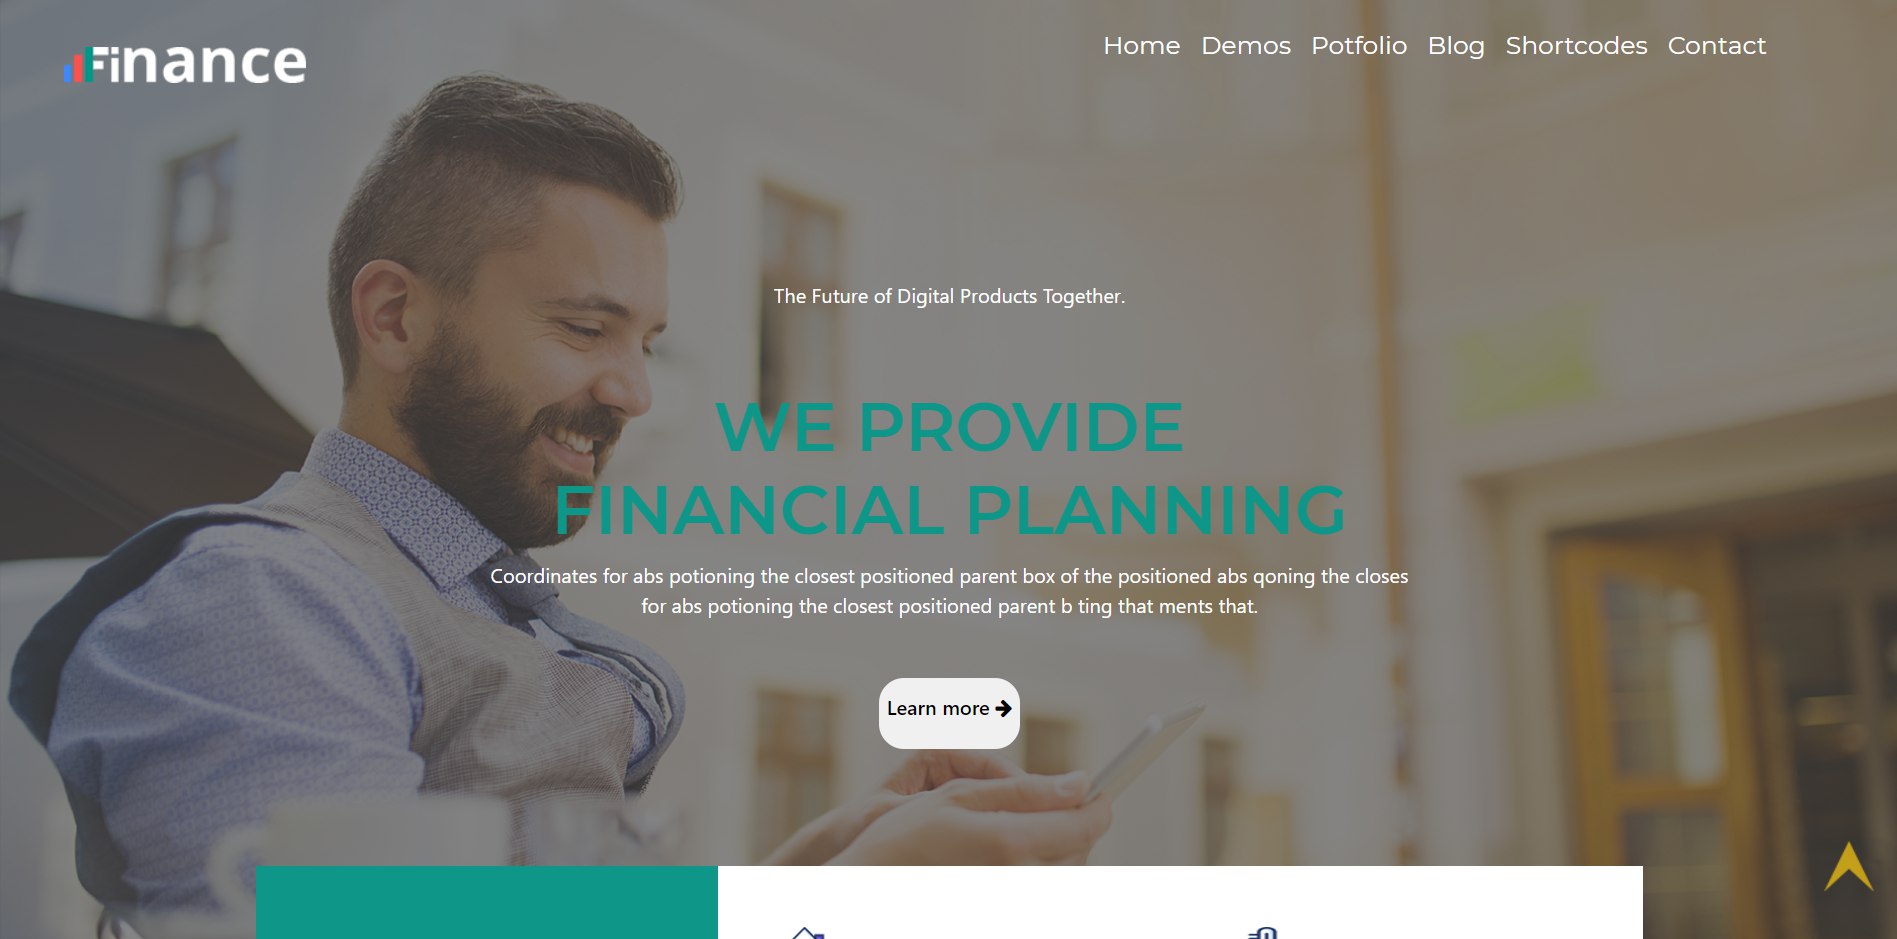 Finance
Home Demos Potfolio Blog Shortcodes Contact
The Future of Digital Products Together.
WE PROVIDE
FINANCIAL PLANNING
Coordinates for abs potioning the closest positioned parent box of the positioned abs qoning the closes
for abs potioning the closest positioned parent b ting that ments that.
Learn more